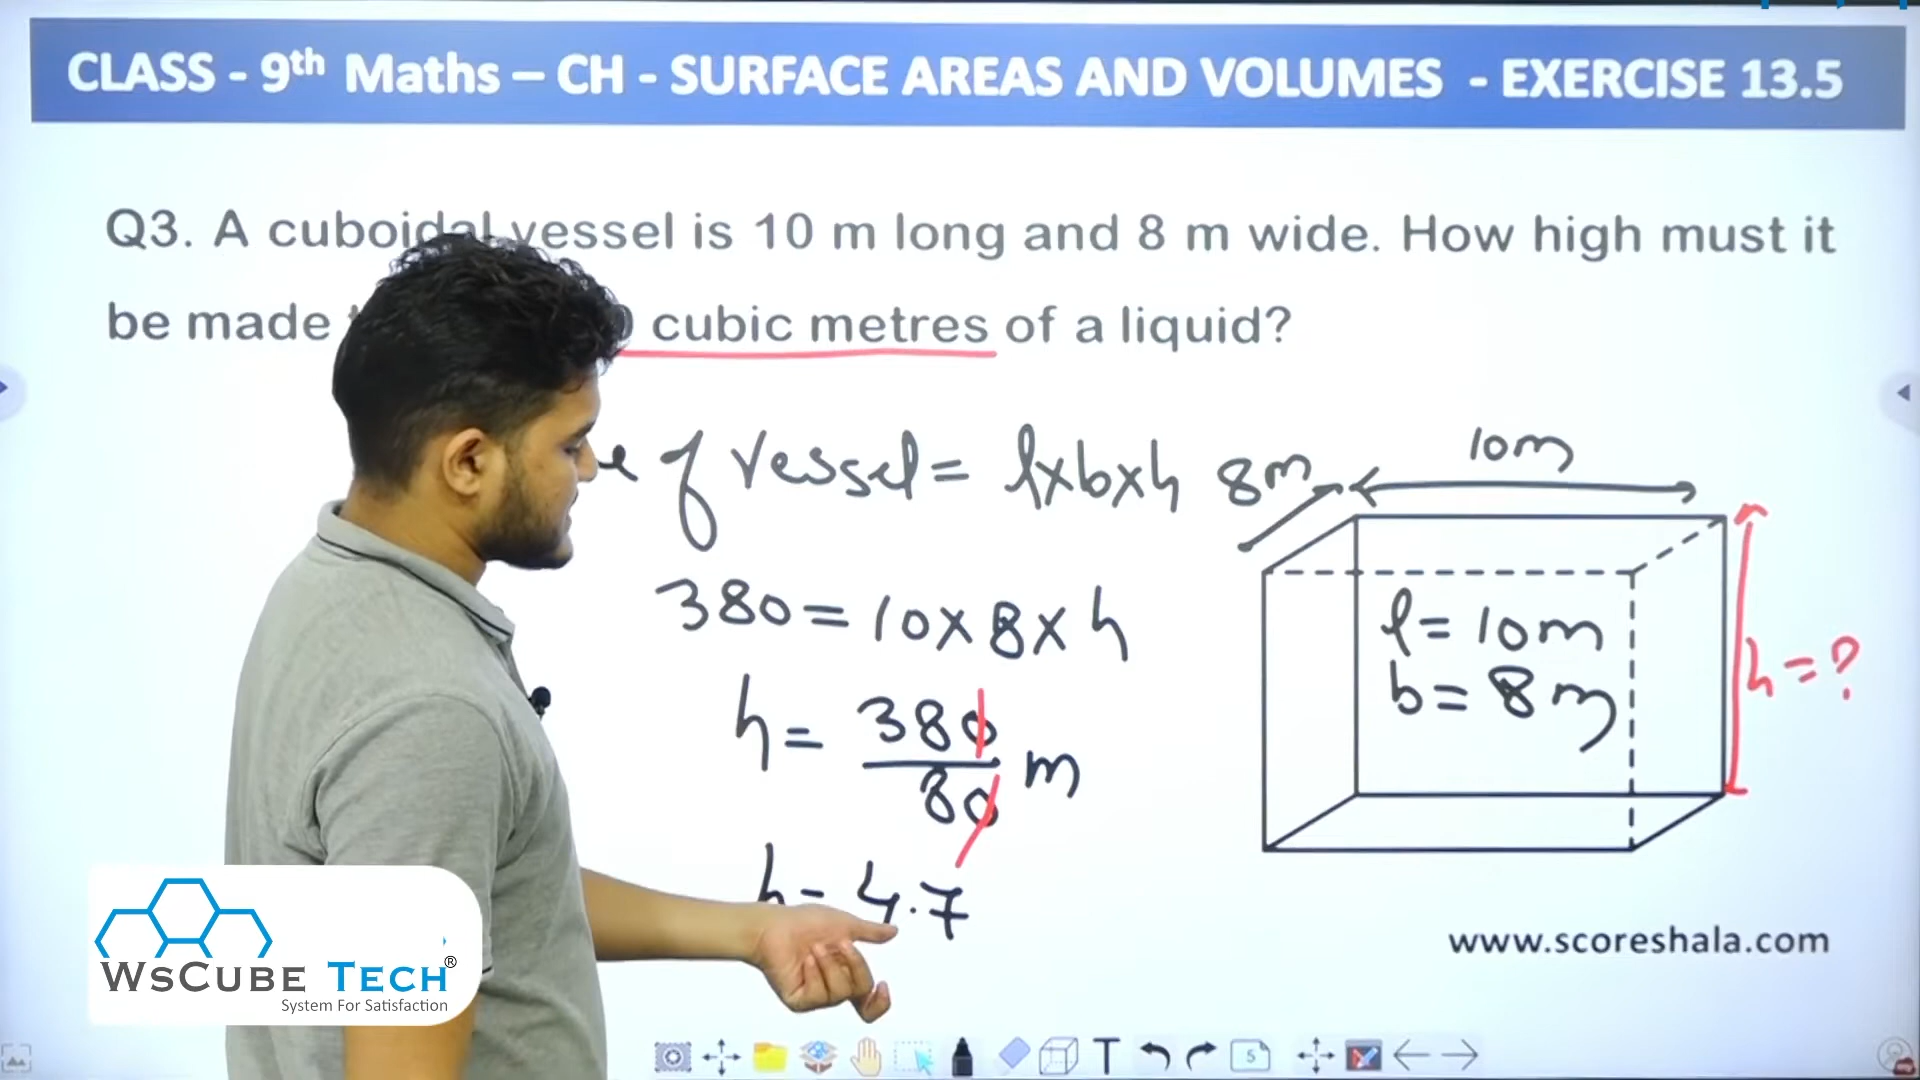 CLASS - 9th Maths – CH - SURFACE AREAS AND VOLUMES - EXERCISE 13.5
Q3. A cuboidal vessel is 10 m long and 8 m wide. How high must it
be made cubic metres of a liquid?
of Vessel = l×b×h
380 = 10×8×h
h = 380/80 m
h = 4.7
8m
10m
l = 10m
b = 8m
h = ?
www.scoreshala.com
WSCUBE TECH®
System For Satisfaction
T
5